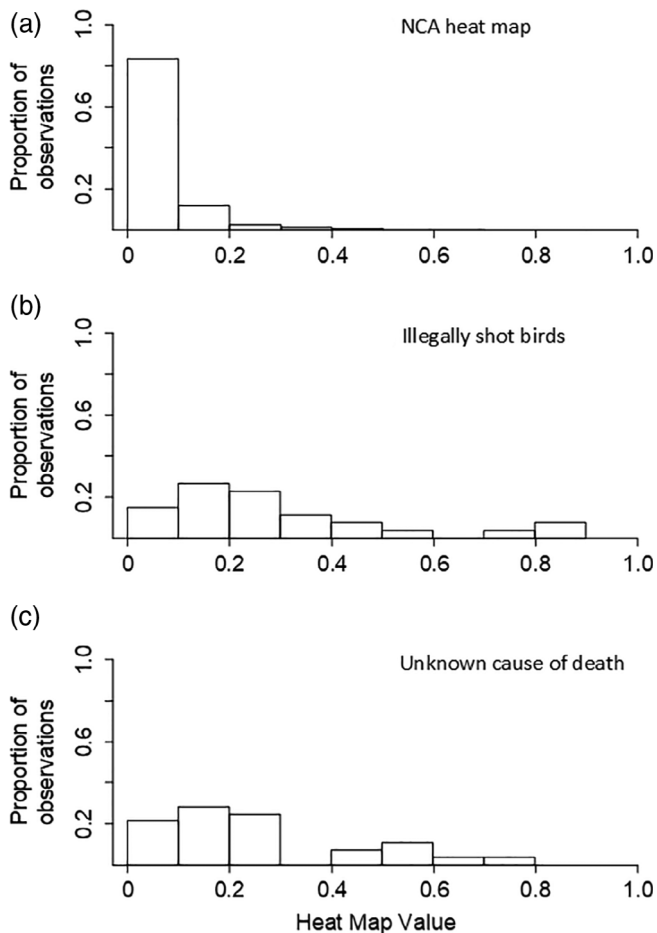 (a)
NCA heat map
Proportion of
observations
1.0
0.6
0.2
0 0.2 0.4 0.6 0.8 1.0
(b)
Illegally shot birds
Proportion of
observations
1.0
0.6
0.2
0 0.2 0.4 0.6 0.8 1.0
(c)
Unknown cause of death
Proportion of
observations
1.0
0.6
0.2
0 0.2 0.4 0.6 0.8 1.0
Heat Map Value